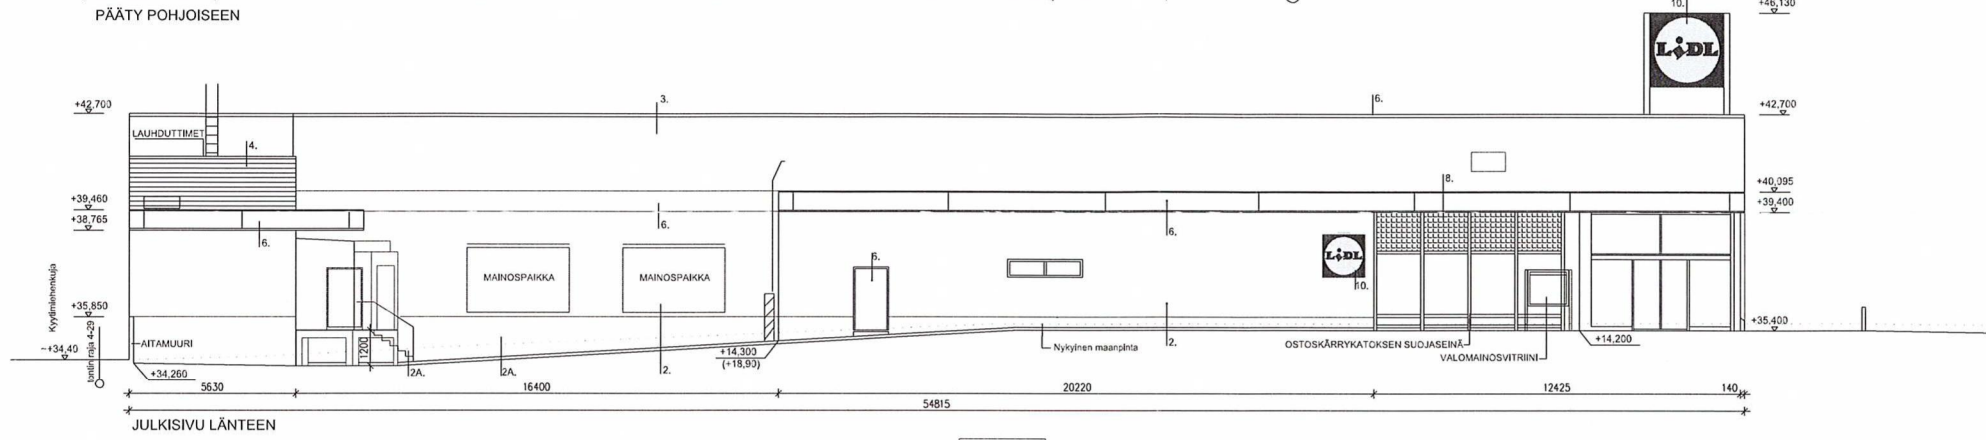 PÄÄTY POHJOISEEN
10.
+46,130
LIDL
+42,700
3.
6.
+42,700
LAUHDUTTIMET
4.
8.
+40,095
+39,460
+39,400
+38,765
6.
6.
6.
6.
MAINOSPAIKKA
MAINOSPAIKKA
LIDL
10.
Kyytimiehenkuja
+35,850
+35,400
tontin raja 4-29
~+34,40
AITAMUURI
1200
+14,300
(+18,90)
Nykyinen maanpinta
2.
OSTOSKÄRRYKATOKSEN SUOJASEINÄ
+14,200
VALOMAINOSVITRIINI
+34,260
2A.
2A.
2.
5630
16400
20220
12425
140
54815
JULKISIVU LÄNTEEN